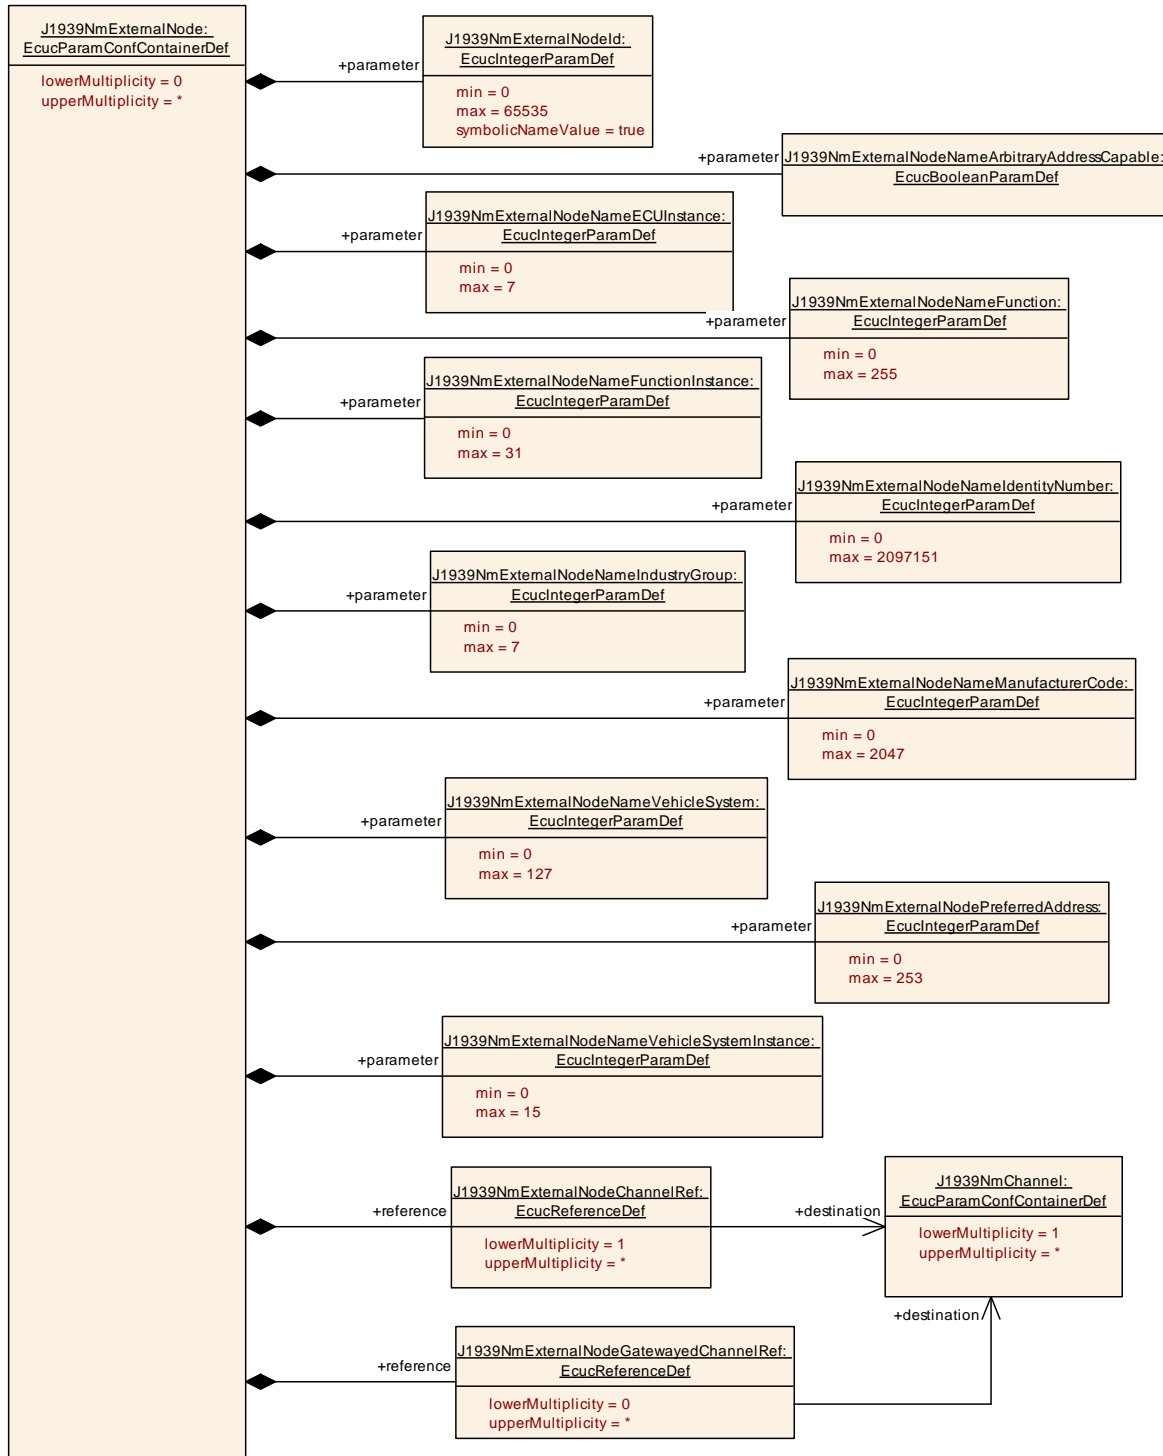 J1939NmExternalNode:
EcucParamConfContainerDef
lowerMultiplicity = 0
upperMultiplicity = *
+parameter
J1939NmExternalNodeId:
EcucIntegerParamDef
min = 0
max = 65535
symbolicNameValue = true
+parameter
J1939NmExternalNodeNameArbitraryAddressCapable:
EcucBooleanParamDef
+parameter
J1939NmExternalNodeNameECUInstance:
EcucIntegerParamDef
min = 0
max = 7
+parameter
J1939NmExternalNodeNameFunction:
EcucIntegerParamDef
min = 0
max = 255
+parameter
J1939NmExternalNodeNameFunctionInstance:
EcucIntegerParamDef
min = 0
max = 31
+parameter
J1939NmExternalNodeNameIdentityNumber:
EcucIntegerParamDef
min = 0
max = 2097151
+parameter
J1939NmExternalNodeNameIndustryGroup:
EcucIntegerParamDef
min = 0
max = 7
+parameter
J1939NmExternalNodeNameManufacturerCode:
EcucIntegerParamDef
min = 0
max = 2047
+parameter
J1939NmExternalNodeNameVehicleSystem:
EcucIntegerParamDef
min = 0
max = 127
+parameter
J1939NmExternalNodePreferredAddress:
EcucIntegerParamDef
min = 0
max = 253
+parameter
J1939NmExternalNodeNameVehicleSystemInstance:
EcucIntegerParamDef
min = 0
max = 15
+reference
J1939NmExternalNodeChannelRef:
EcucReferenceDef
lowerMultiplicity = 1
upperMultiplicity = *
+destination
J1939NmChannel:
EcucParamConfContainerDef
lowerMultiplicity = 1
upperMultiplicity = *
+destination
+reference
J1939NmExternalNodeGatewayedChannelRef:
EcucReferenceDef
lowerMultiplicity = 0
upperMultiplicity = *